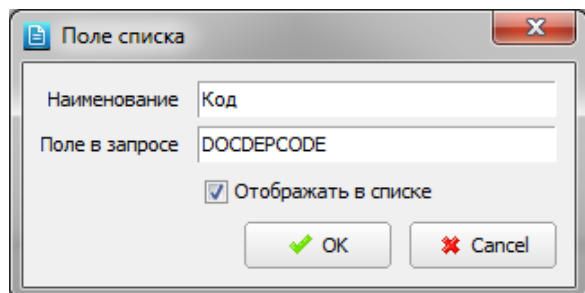 Поле списка
Наименование Код
Поле в запросе DOCDEPCODE
Отображать в списке
OK Cancel